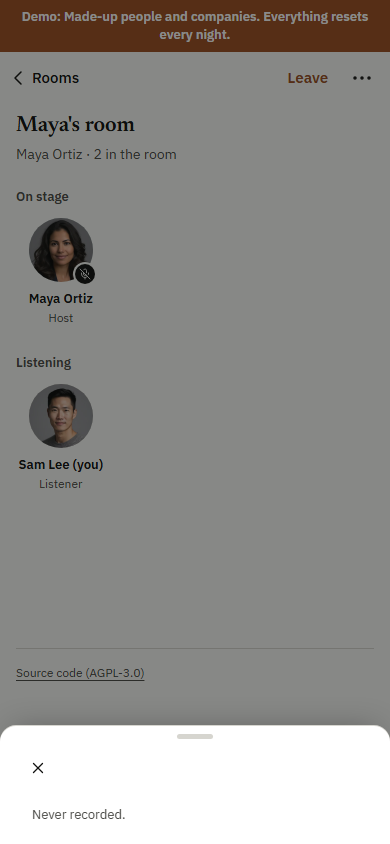 Demo: Made-up people and companies. Everything resets
every night.
Rooms
Leave
Maya's room
Maya Ortiz · 2 in the room
On stage
Maya Ortiz
Host
Listening
Sam Lee (you)
Listener
Source code (AGPL-3.0)
Never recorded.